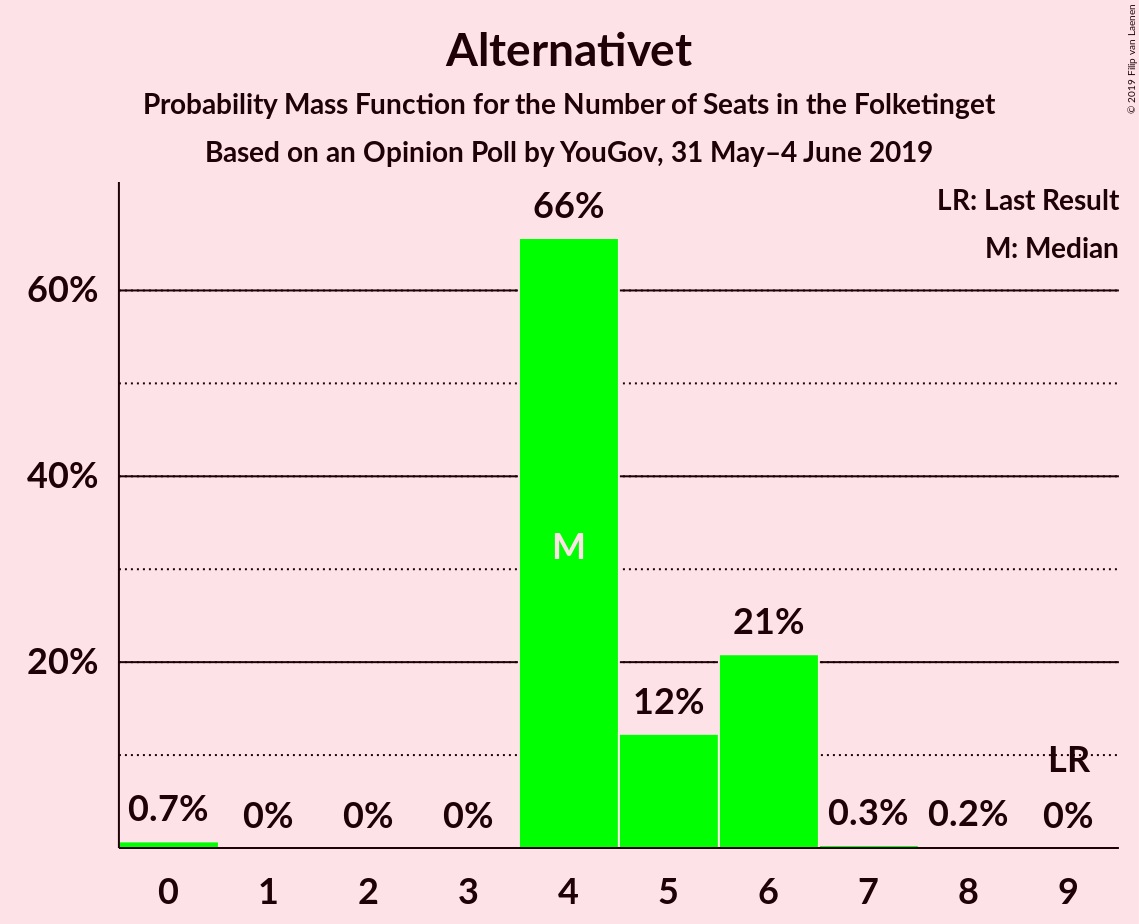 Alternativet
Probability Mass Function for the Number of Seats in the Folketinget
Based on an Opinion Poll by YouGov, 31 May–4 June 2019
© 2019 Filip van Laenen
LR: Last Result
M: Median
66%
60%
40%
M
21%
20%
12%
LR
0.7%
0%
0%
0%
0.3%
0.2%
0%
0 1 2 3 4 5 6 7 8 9